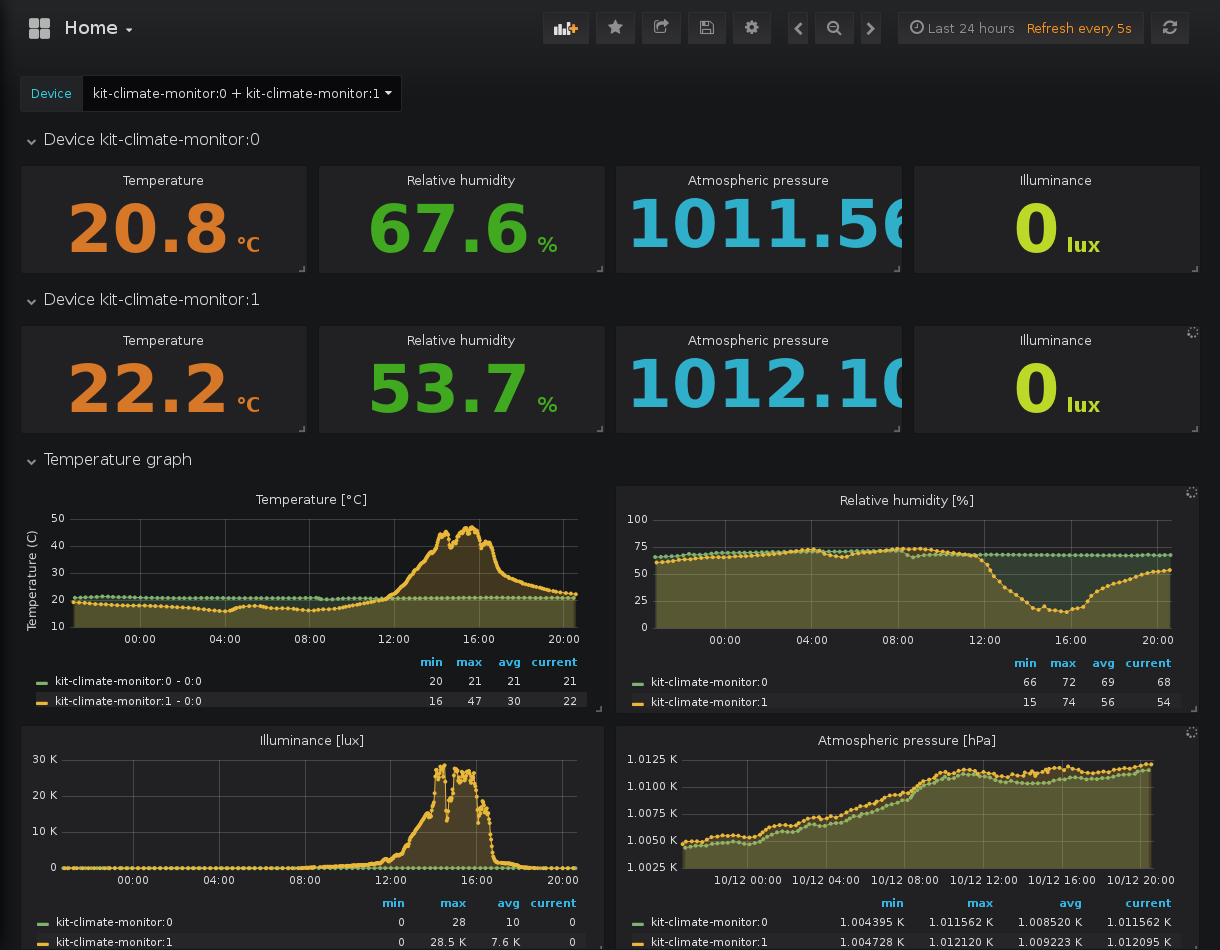 Home
Last 24 hours Refresh every 5s
Device kit-climate-monitor:0 + kit-climate-monitor:1
Device kit-climate-monitor:0
Temperature Relative humidity Atmospheric pressure Illuminance
20.8 °C 67.6 % 1011.56 0 lux
Device kit-climate-monitor:1
Temperature Relative humidity Atmospheric pressure Illuminance
22.2 °C 53.7 % 1012.10 0 lux
Temperature graph
Temperature [°C]
Temperature (C)
50
40
30
20
10
00:00 04:00 08:00 12:00 16:00 20:00
min max avg current
kit-climate-monitor:0 - 0:0 20 21 21 21
kit-climate-monitor:1 - 0:0 16 47 30 22
Relative humidity [%]
100
75
50
25
0
00:00 04:00 08:00 12:00 16:00 20:00
min max avg current
kit-climate-monitor:0 66 72 69 68
kit-climate-monitor:1 15 74 56 54
Illuminance [lux]
30 K
20 K
10 K
0
00:00 04:00 08:00 12:00 16:00 20:00
min max avg current
kit-climate-monitor:0 0 28 10 0
kit-climate-monitor:1 0 28.5 K 7.6 K 0
Atmospheric pressure [hPa]
1.0125 K
1.0100 K
1.0075 K
1.0050 K
1.0025 K
10/12 00:00 10/12 04:00 10/12 08:00 10/12 12:00 10/12 16:00 10/12 20:00
min max avg current
kit-climate-monitor:0 1.004395 K 1.011562 K 1.008520 K 1.011562 K
kit-climate-monitor:1 1.004728 K 1.012120 K 1.009223 K 1.012095 K